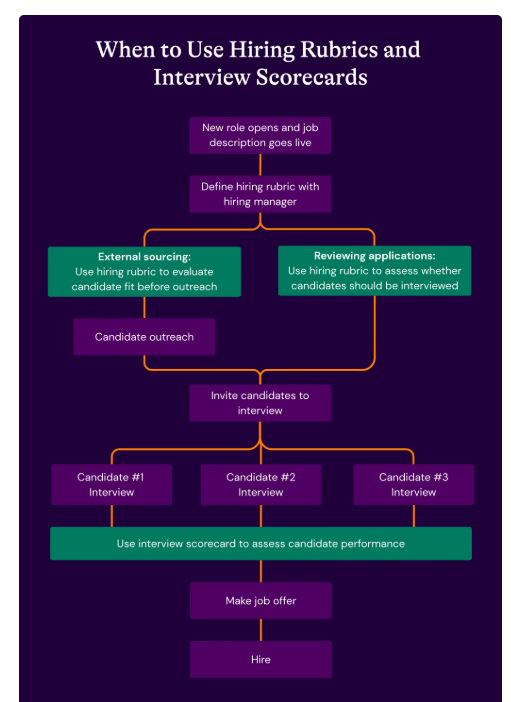 When to Use Hiring Rubrics and
Interview Scorecards
New role opens and job
description goes live
Define hiring rubric with
hiring manager
External sourcing:
Use hiring rubric to evaluate
candidate fit before outreach
Reviewing applications:
Use hiring rubric to assess whether
candidates should be interviewed
Candidate outreach
Invite candidates to
interview
Candidate #1
Interview
Candidate #2
Interview
Candidate #3
Interview
Use interview scorecard to assess candidate performance
Make job offer
Hire